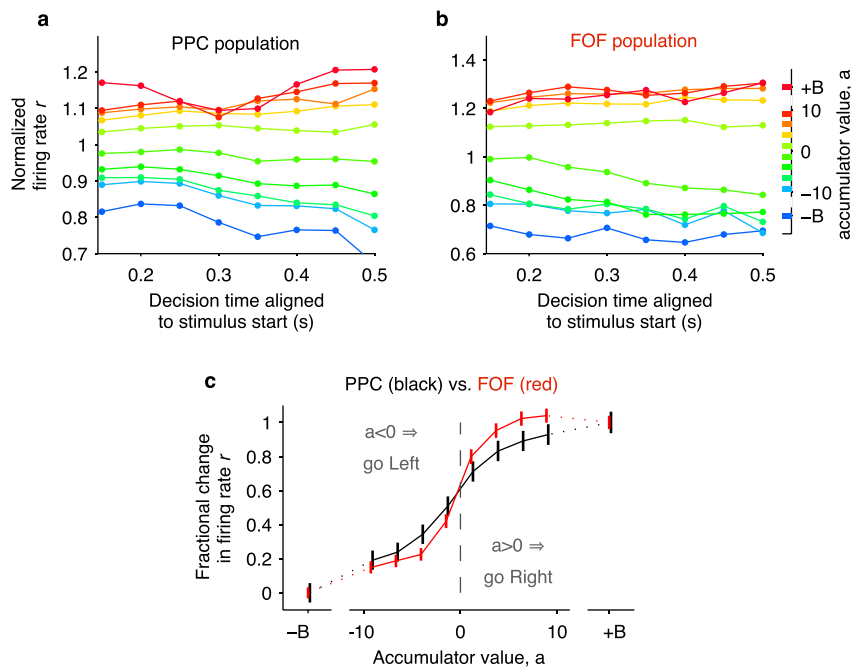 a
PPC population
Normalized
firing rate r
1.2
1.1
1
0.9
0.8
0.7
0.2
0.3
0.4
0.5
Decision time aligned
to stimulus start (s)
b
FOF population
1.4
1.2
1
0.8
0.6
0.2
0.3
0.4
0.5
Decision time aligned
to stimulus start (s)
+B
10
0
−10
−B
accumulator value, a
c
PPC (black) vs. FOF (red)
Fractional change
in firing rate r
1
0.8
0.6
0.4
0.2
0
a<0 ⇒
go Left
a>0 ⇒
go Right
−B
-10
0
10
+B
Accumulator value, a